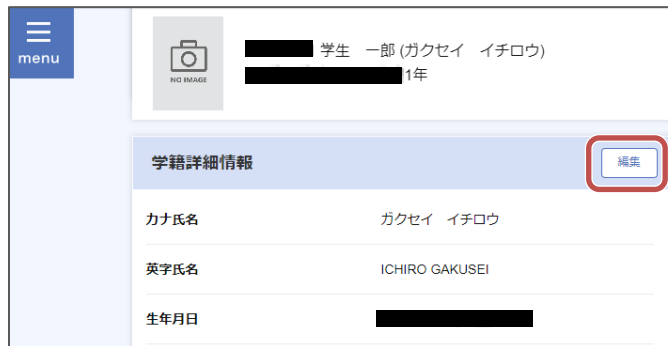 menu
NO IMAGE
学生　一郎 (ガクセイ　イチロウ)
1年
学籍詳細情報
編集
カナ氏名 ガクセイ　イチロウ
英字氏名 ICHIRO GAKUSEI
生年月日